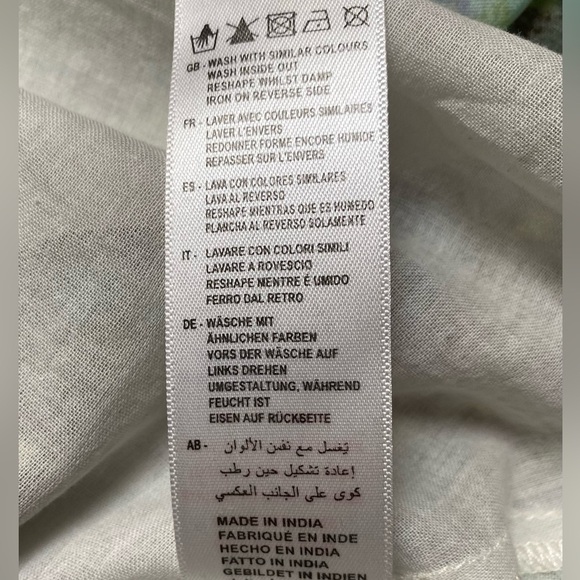 GB - WASH WITH SIMILAR COLOURS
WASH INSIDE OUT
RESHAPE WHILST DAMP
IRON ON REVERSE SIDE
FR - LAVER AVEC COULEURS SIMILAIRES
LAVER L'ENVERS
REDONNER FORME ENCORE HUMIDE
REPASSER SUR L'ENVERS
ES - LAVA CON COLORES SIMILARES
LAVA AL REVERSO
RESHAPE MIENTRAS QUE ES HUMEDO
PLANCHA AL REVERSO SOLAMENTE
IT - LAVARE CON COLORI SIMILI
LAVARE A ROVESCIO
RESHAPE MENTRE É UMIDO
FERRO DAL RETRO
DE - WÄSCHE MIT
ÄHNLICHEN FARBEN
VORS DER WÄSCHE AUF
LINKS DREHEN
UMGESTALTUNG, WÄHREND
FEUCHT IST
EISEN AUF RÜCKSEITE
AB - تغسل مع نفس الألوان
إعادة تشكيل حين رطب
كوى على الجانب العكسي
MADE IN INDIA
FABRIQUÉ EN INDE
HECHO EN INDIA
FATTO IN INDIA
GEBILDET IN INDIEN